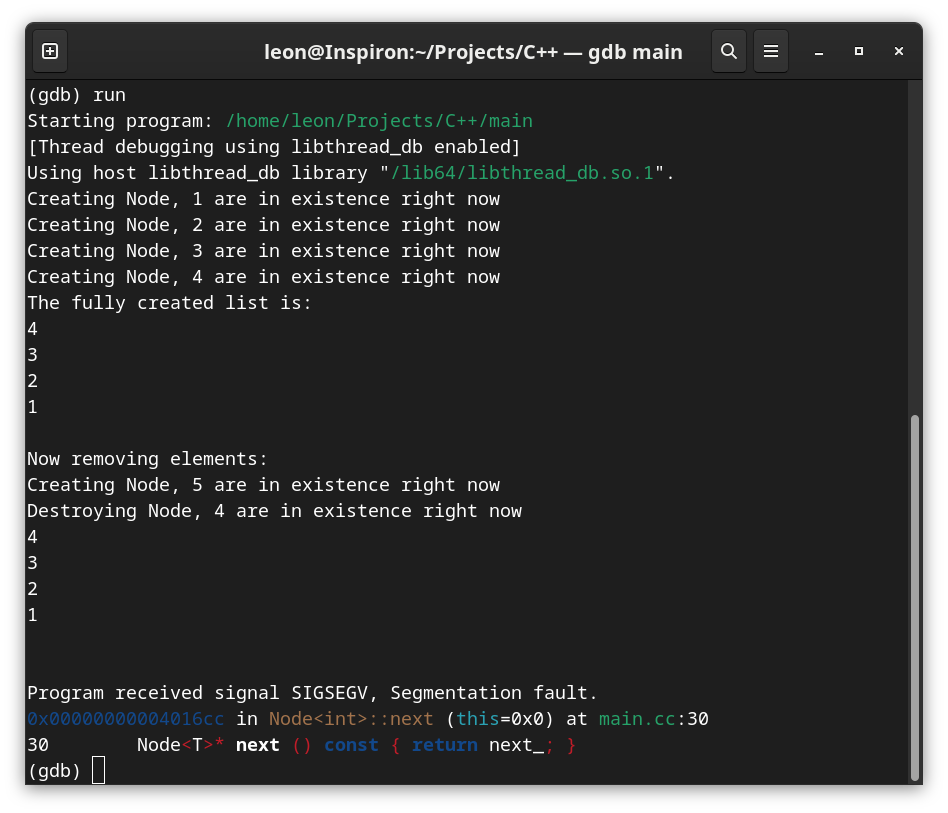 leon@Inspiron:~/Projects/C++ — gdb main
(gdb) run
Starting program: /home/leon/Projects/C++/main
[Thread debugging using libthread_db enabled]
Using host libthread_db library "/lib64/libthread_db.so.1".
Creating Node, 1 are in existence right now
Creating Node, 2 are in existence right now
Creating Node, 3 are in existence right now
Creating Node, 4 are in existence right now
The fully created list is:
4
3
2
1
Now removing elements:
Creating Node, 5 are in existence right now
Destroying Node, 4 are in existence right now
4
3
2
1
Program received signal SIGSEGV, Segmentation fault.
0x00000000004016cc in Node<int>::next (this=0x0) at main.cc:30
30        Node<T>* next () const { return next_; }
(gdb)